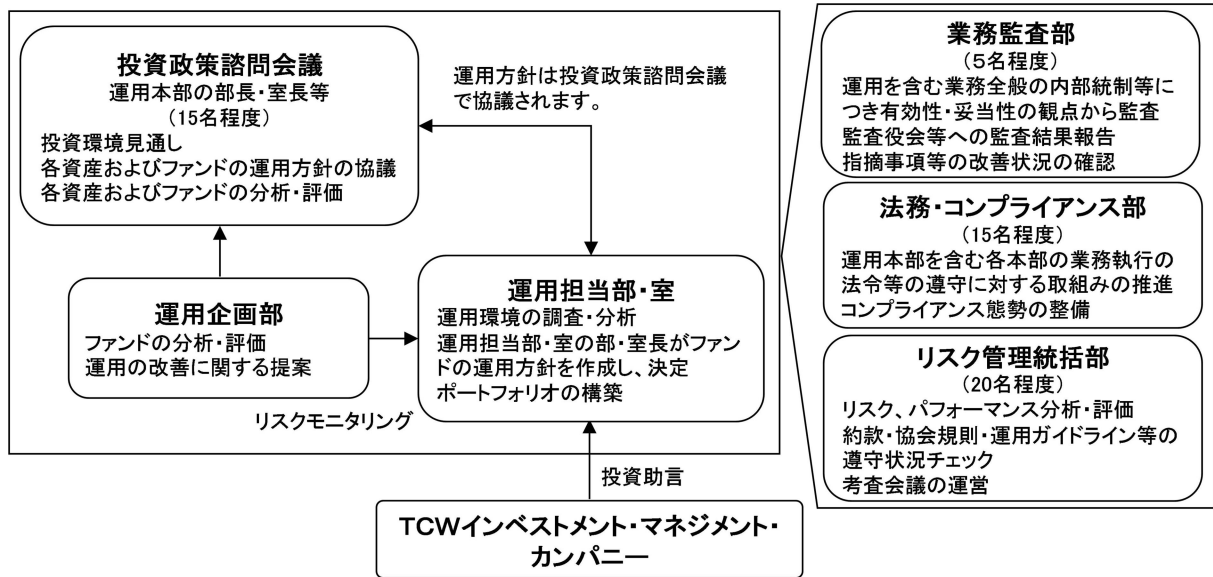 投資政策諮問会議
運用本部の部長・室長等
（15名程度）
投資環境見通し
各資産およびファンドの運用方針の協議
各資産およびファンドの分析・評価
運用方針は投資政策諮問会議
で協議されます。
運用企画部
ファンドの分析・評価
運用の改善に関する提案
運用担当部・室
運用環境の調査・分析
運用担当部・室の部・室長がファン
ドの運用方針を作成し、決定
ポートフォリオの構築
リスクモニタリング
投資助言
TCWインベストメント・マネジメント・
カンパニー
業務監査部
（5名程度）
運用を含む業務全般の内部統制等に
つき有効性・妥当性の観点から監査
監査役会等への監査結果報告
指摘事項等の改善状況の確認
法務・コンプライアンス部
（15名程度）
運用本部を含む各本部の業務執行の
法令等の遵守に対する取組みの推進
コンプライアンス態勢の整備
リスク管理統括部
（20名程度）
リスク、パフォーマンス分析・評価
約款・協会規則・運用ガイドライン等の
遵守状況チェック
考査会議の運営